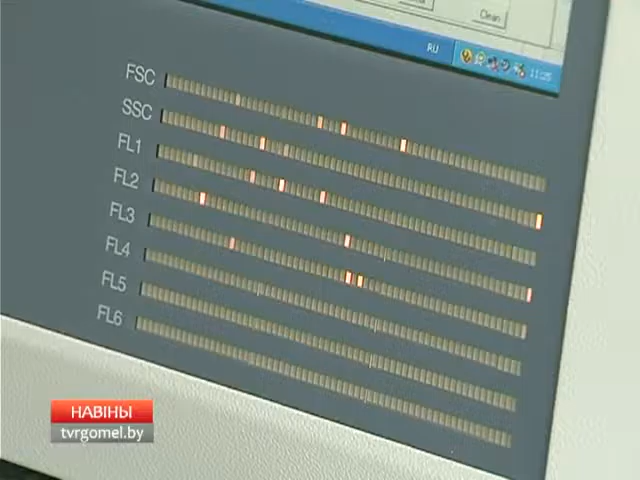 Clean
RU
11:25
FSC
SSC
FL1
FL2
FL3
FL4
FL5
FL6
НАВІНЫ
tvrgomel.by